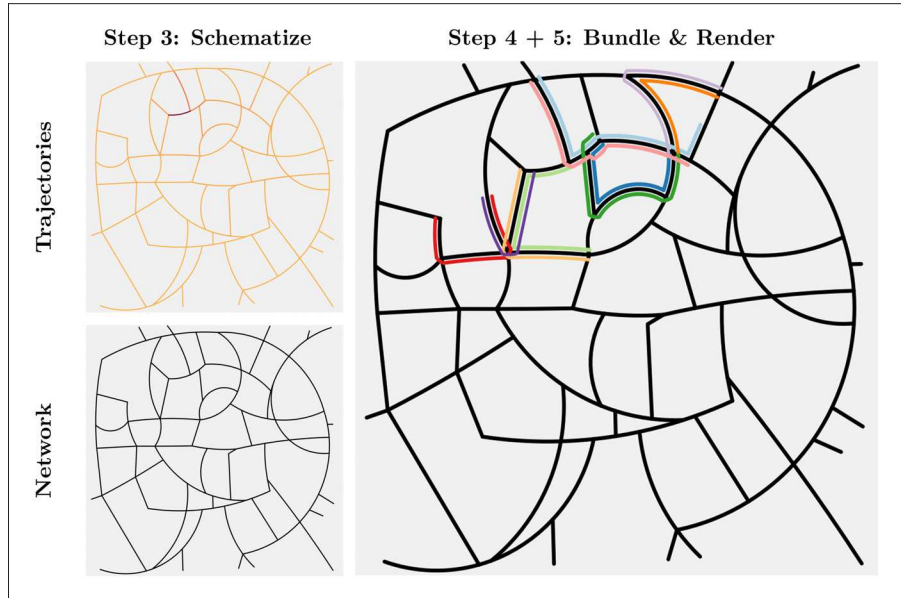 Step 3: Schematize
Step 4 + 5: Bundle & Render
Trajectories
Network